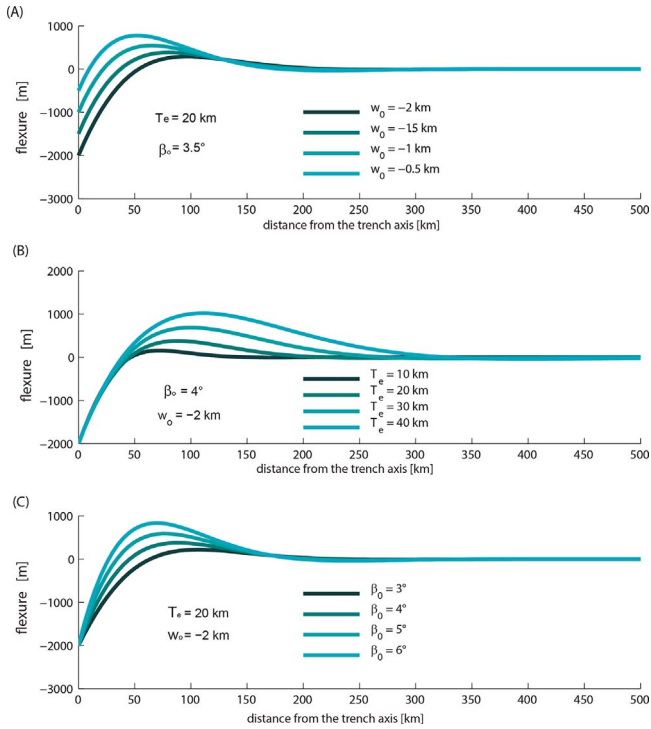 (A)
1000
0
−1000
−2000
−3000
flexure [m]
Te = 20 km
βo = 3.5°
w0 = −2 km
w0 = −1.5 km
w0 = −1 km
w0 = −0.5 km
0 50 100 150 200 250 300 350 400 450 500
distance from the trench axis [km]
(B)
2000
1000
0
−1000
−2000
flexure [m]
βo = 4°
wo = −2 km
Te = 10 km
Te = 20 km
Te = 30 km
Te = 40 km
0 50 100 150 200 250 300 350 400 450 500
distance from the trench axis [km]
(C)
1000
0
−1000
−2000
−3000
flexure [m]
Te = 20 km
wo = −2 km
β0 = 3°
β0 = 4°
β0 = 5°
β0 = 6°
0 50 100 150 200 250 300 350 400 450 500
distance from the trench axis [km]